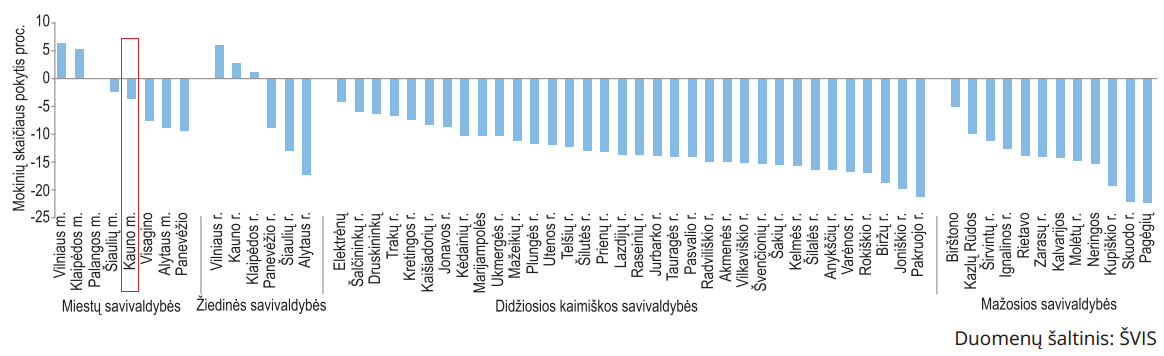 Mokinių skaičiaus pokytis proc.
10
5
0
-5
-10
-15
-20
-25
Vilniaus m.
Klaipėdos m.
Palangos m.
Šiaulių m.
Kauno m.
Visagino
Alytaus m.
Panevėžio
Vilniaus r.
Kauno r.
Klaipėdos r.
Panevėžio r.
Šiaulių r.
Alytaus r.
Elektrėnų
Šalčininkų r.
Druskininkų
Trakų r.
Kretingos r.
Kaišiadorių r.
Jonavos r.
Kėdainių r.
Marijampolės
Ukmergės r.
Mažeikių r.
Plungės r.
Utenos r.
Telšių r.
Šilutės r.
Prienų r.
Lazdijų r.
Raseinių r.
Jurbarko r.
Tauragės r.
Pasvalio r.
Radviliškio r.
Akmenės r.
Vilkaviškio r.
Švenčionių r.
Šakių r.
Kelmės r.
Šilalės r.
Anykščių r.
Varėnos r.
Rokiškio r.
Biržų r.
Joniškio r.
Pakruojo r.
Birštono
Kazlų Rūdos
Širvintų r.
Ignalinos r.
Rietavo
Zarasų r.
Kalvarijos
Molėtų r.
Neringos
Kupiškio r.
Skuodo r.
Pagėgių
Miestų savivaldybės
Žiedinės savivaldybės
Didžiosios kaimiškos savivaldybės
Mažosios savivaldybės
Duomenų šaltinis: ŠVIS